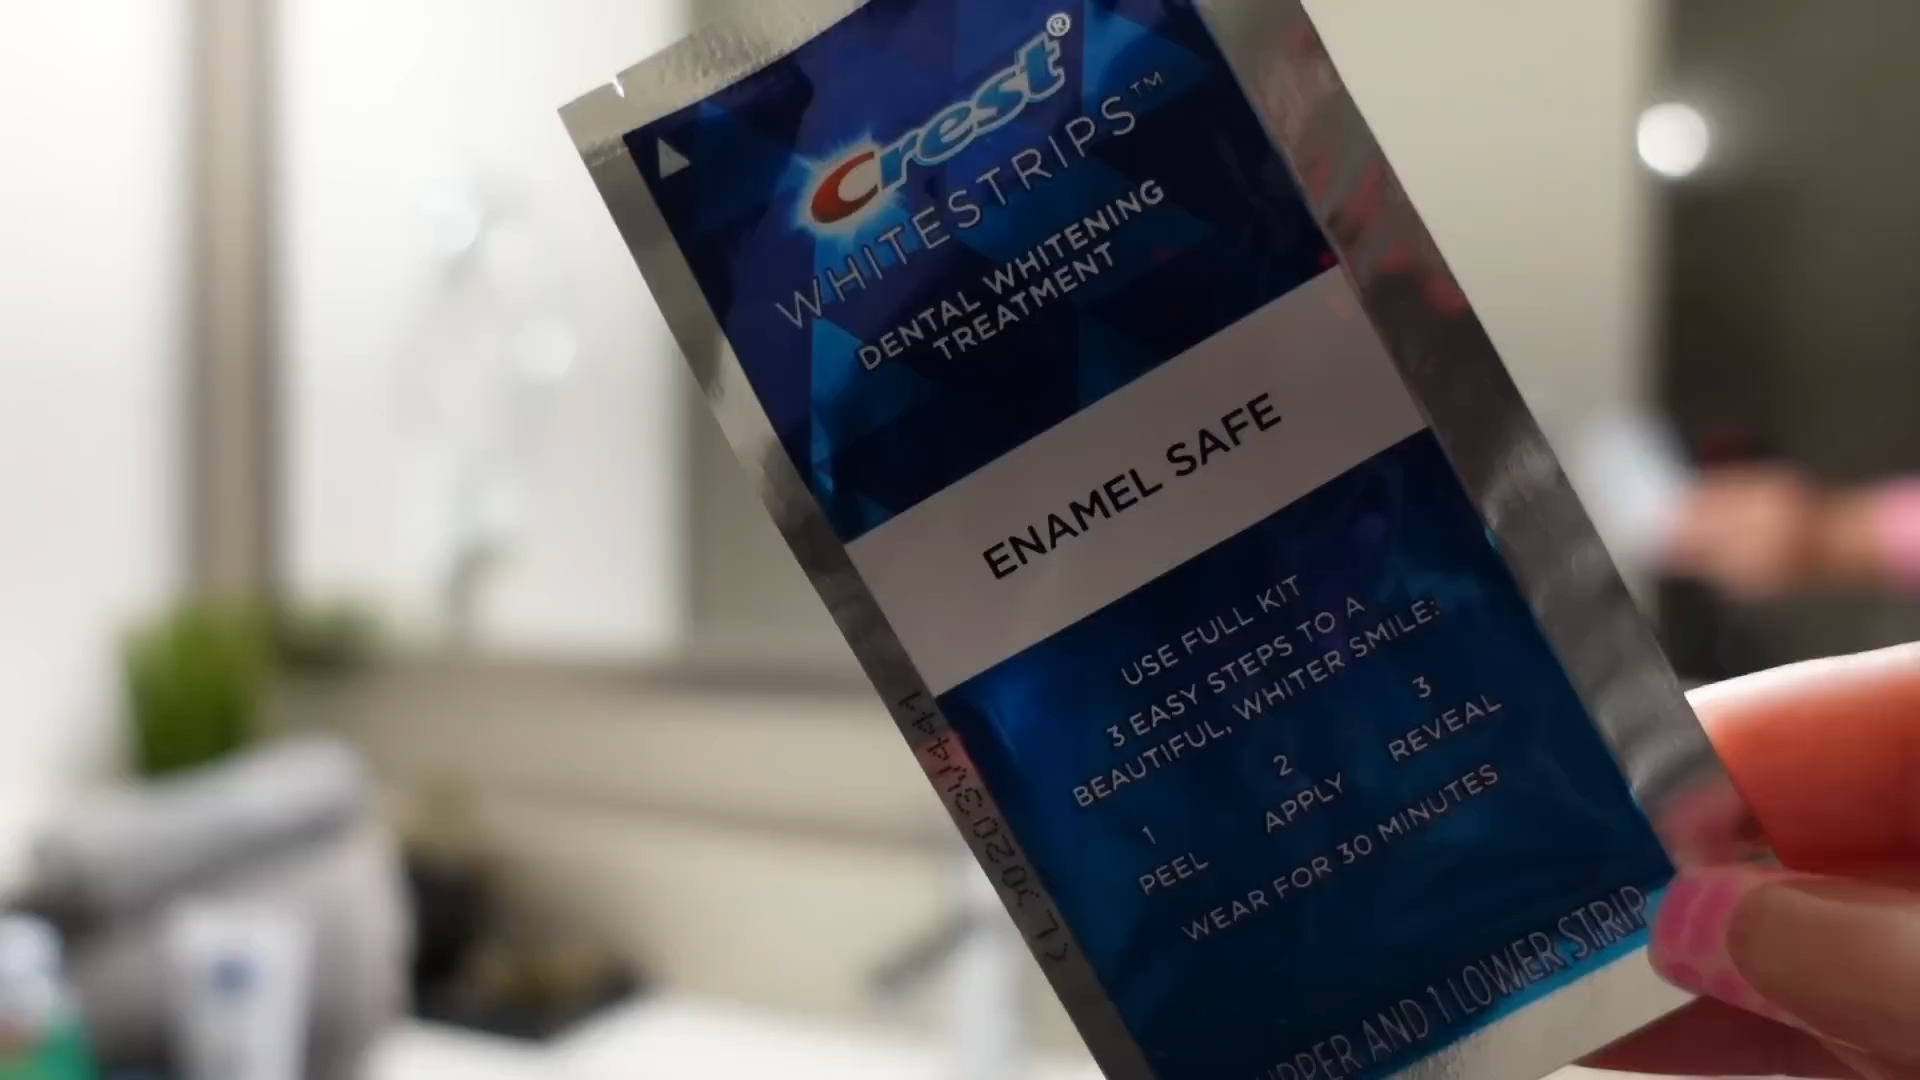 Crest®
WHITESTRIPS™
DENTAL WHITENING
TREATMENT
ENAMEL SAFE
USE FULL KIT
3 EASY STEPS TO A
BEAUTIFUL, WHITER SMILE:
1 2 3
PEEL APPLY REVEAL
WEAR FOR 30 MINUTES
AND 1 LOWER STRIP